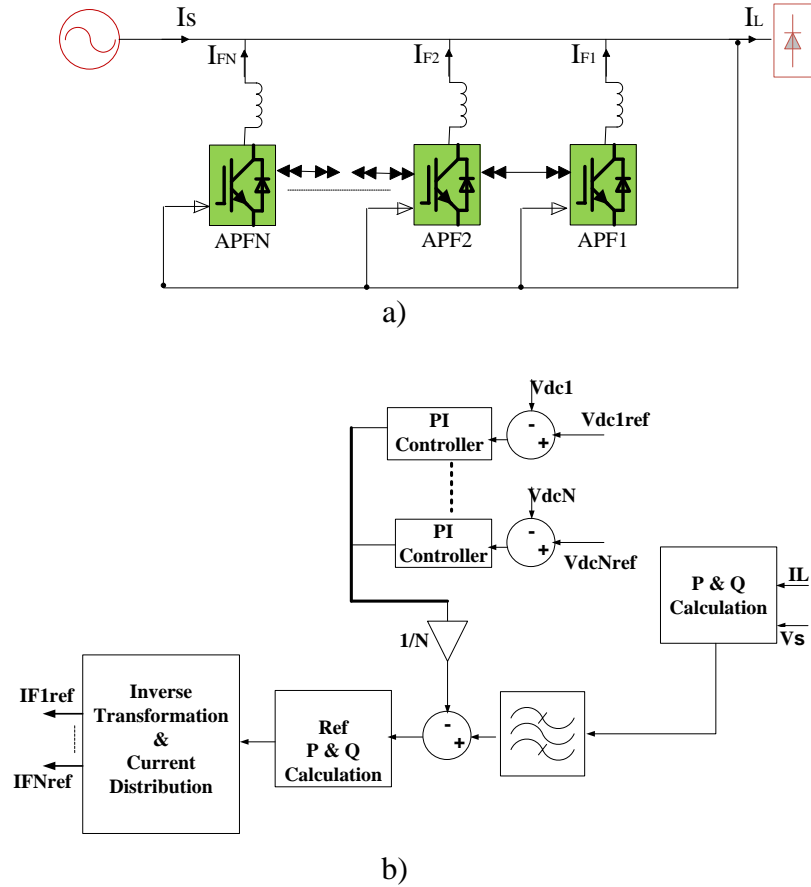 IS
IL
IFN
IF2
IF1
APFN
APF2
APF1
a)
Vdc1
PI
Controller
-
+
Vdc1ref
VdcN
PI
Controller
-
+
VdcNref
P & Q
Calculation
IL
Vs
1/N
IF1ref
IFNref
Inverse
Transformation
&
Current
Distribution
Ref
P & Q
Calculation
-
+
b)